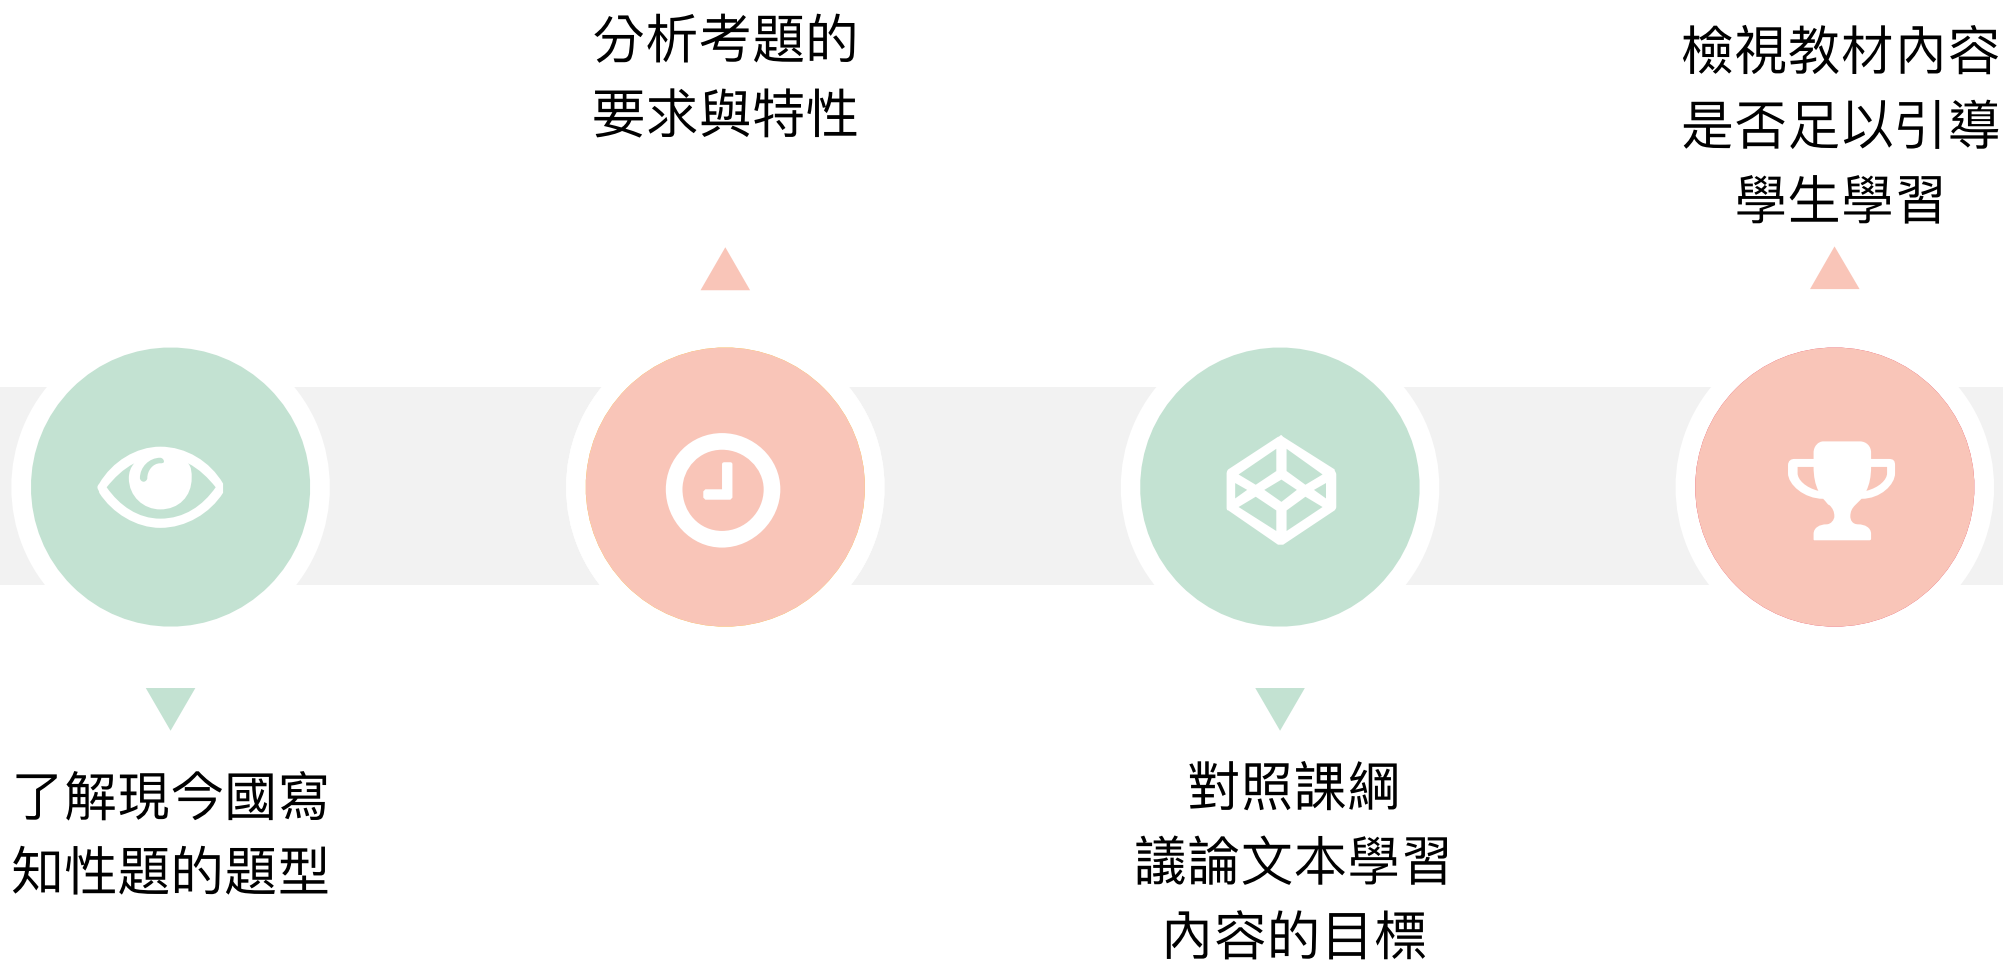 了解現今國寫
知性題的題型
分析考題的
要求與特性
對照課綱
議論文本學習
內容的目標
檢視教材內容
是否足以引導
學生學習